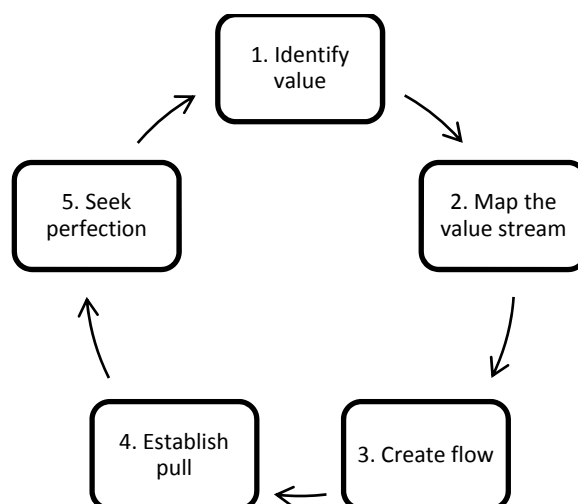 1. Identify
value
2. Map the
value stream
3. Create flow
4. Establish
pull
5. Seek
perfection